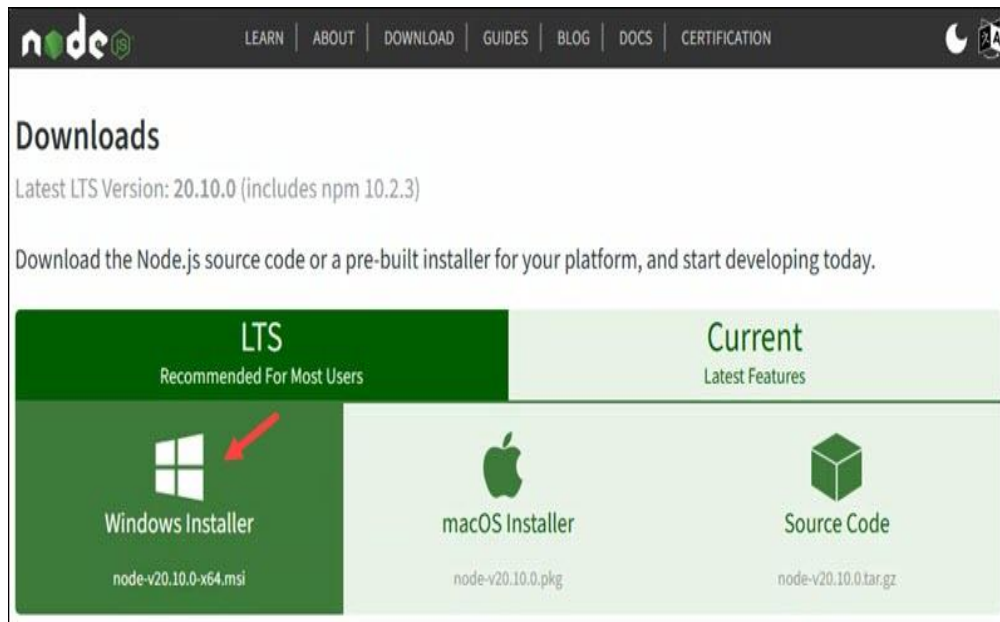 node JS
LEARN | ABOUT | DOWNLOAD | GUIDES | BLOG | DOCS | CERTIFICATION
Downloads
Latest LTS Version: 20.10.0 (includes npm 10.2.3)
Download the Node.js source code or a pre-built installer for your platform, and start developing today.
LTS
Recommended For Most Users
Current
Latest Features
Windows Installer
node-v20.10.0-x64.msi
macOS Installer
node-v20.10.0.pkg
Source Code
node-v20.10.0.tar.gz